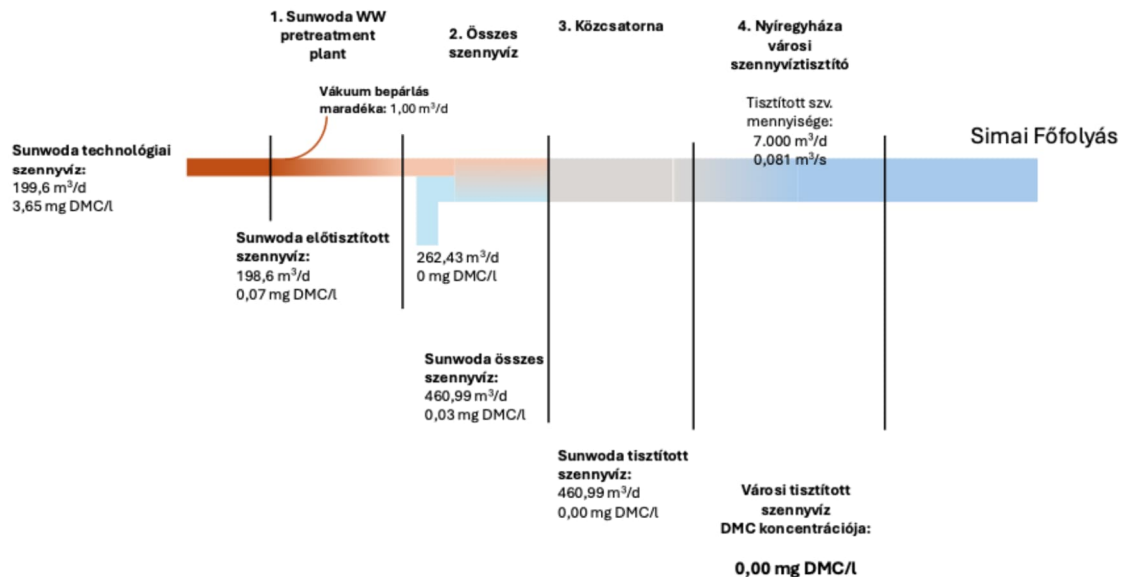 1. Sunwoda WW
pretreatment
plant
2. Összes
szennyvíz
3. Közcsatorna
4. Nyíregyháza
városi
szennyvíztisztító
Vákuum bepárlás
maradéka: 1,00 m³/d
Tisztított szv.
mennyisége:
7.000 m³/d
0,081 m³/s
Simai Főfolyás
Sunwoda technológiai
szennyvíz:
199,6 m³/d
3,65 mg DMC/l
Sunwoda előtisztított
szennyvíz:
198,6 m³/d
0,07 mg DMC/l
262,43 m³/d
0 mg DMC/l
Sunwoda összes
szennyvíz:
460,99 m³/d
0,03 mg DMC/l
Sunwoda tisztított
szennyvíz:
460,99 m³/d
0,00 mg DMC/l
Városi tisztított
szennyvíz
DMC koncentrációja:
0,00 mg DMC/l